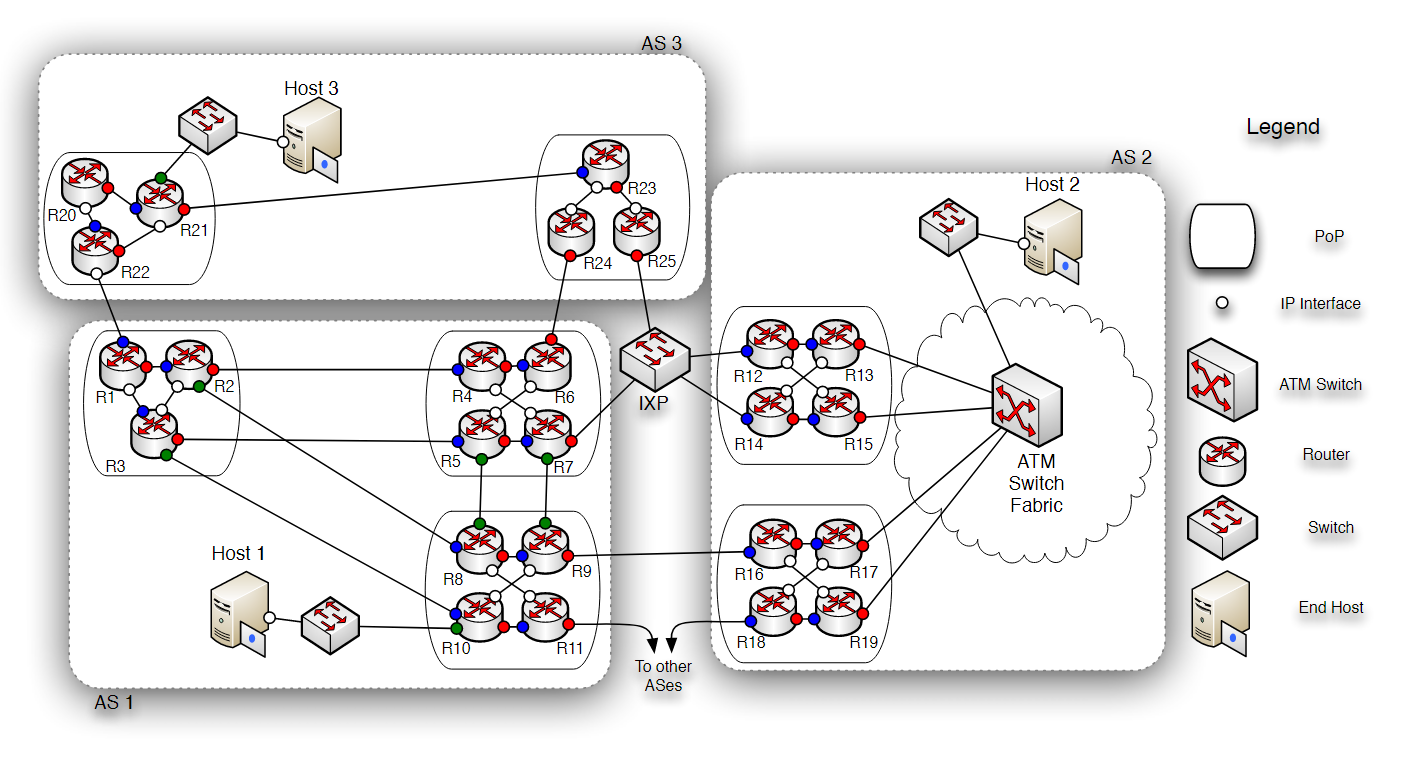 AS 3
Host 3
R20
R21
R22
R23
R24
R25
AS 1
R1
R2
R3
R4
R6
R5
R7
R8
R9
R10
R11
Host 1
IXP
To other
ASes
AS 2
Host 2
R12
R13
R14
R15
R16
R17
R18
R19
ATM
Switch
Fabric
Legend
PoP
IP Interface
ATM Switch
Router
Switch
End Host